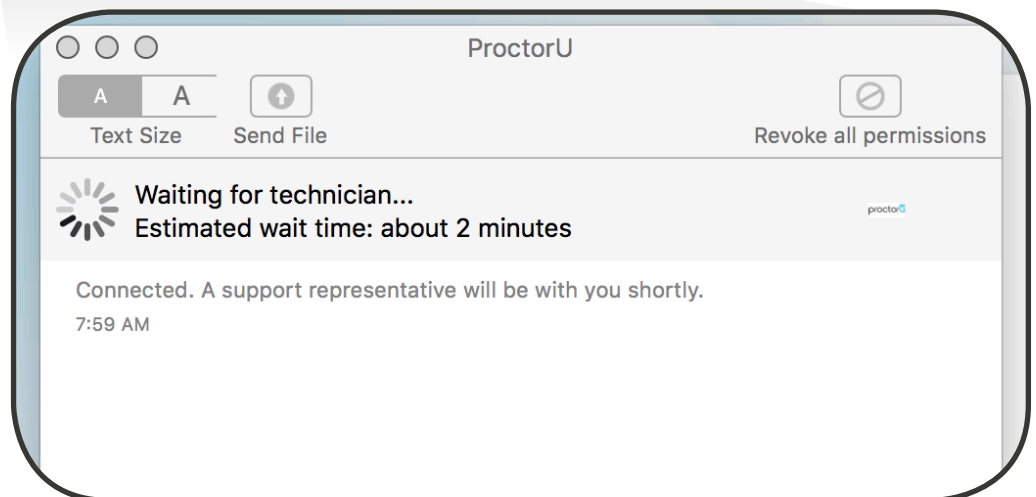 ProctorU
A A
Text Size Send File Revoke all permissions
Waiting for technician...
Estimated wait time: about 2 minutes
proctorU
Connected. A support representative will be with you shortly.
7:59 AM